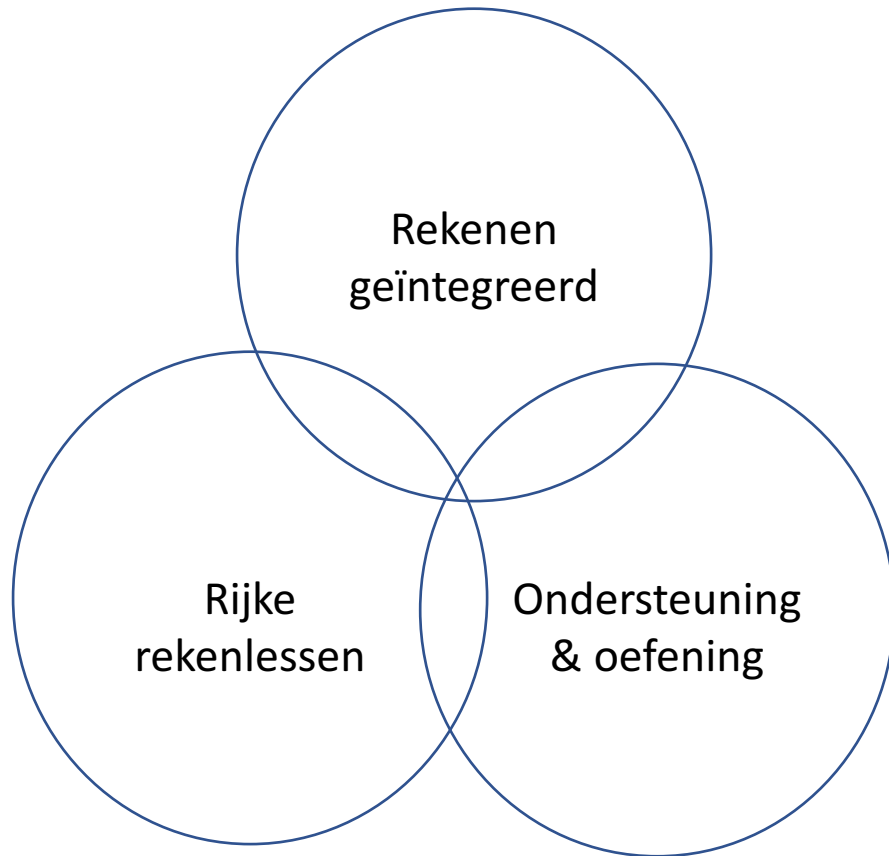 Rekenen
geïntegreerd
Rijke
rekenlessen
Ondersteuning
& oefening